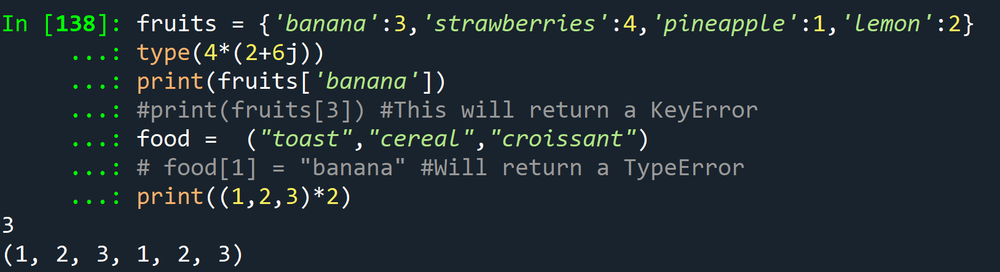 In [138]: fruits = {'banana':3,'strawberries':4,'pineapple':1,'lemon':2}
     ...: type(4*(2+6j))
     ...: print(fruits['banana'])
     ...: #print(fruits[3]) #This will return a KeyError
     ...: food =  ("toast","cereal","croissant")
     ...: # food[1] = "banana" #Will return a TypeError
     ...: print((1,2,3)*2)
3
(1, 2, 3, 1, 2, 3)